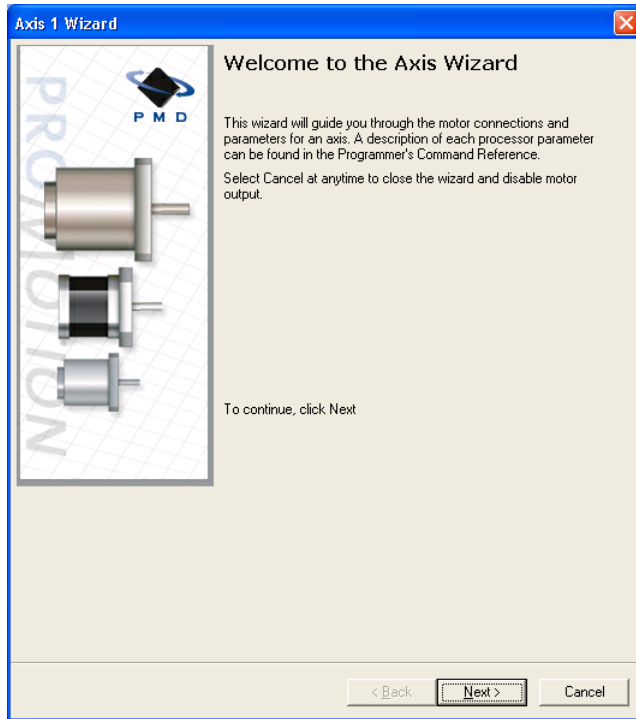 Axis 1 Wizard
PMD
PRO/MOTION
Welcome to the Axis Wizard
This wizard will guide you through the motor connections and
parameters for an axis. A description of each processor parameter
can be found in the Programmer's Command Reference.
Select Cancel at anytime to close the wizard and disable motor
output.
To continue, click Next
< Back
Next >
Cancel